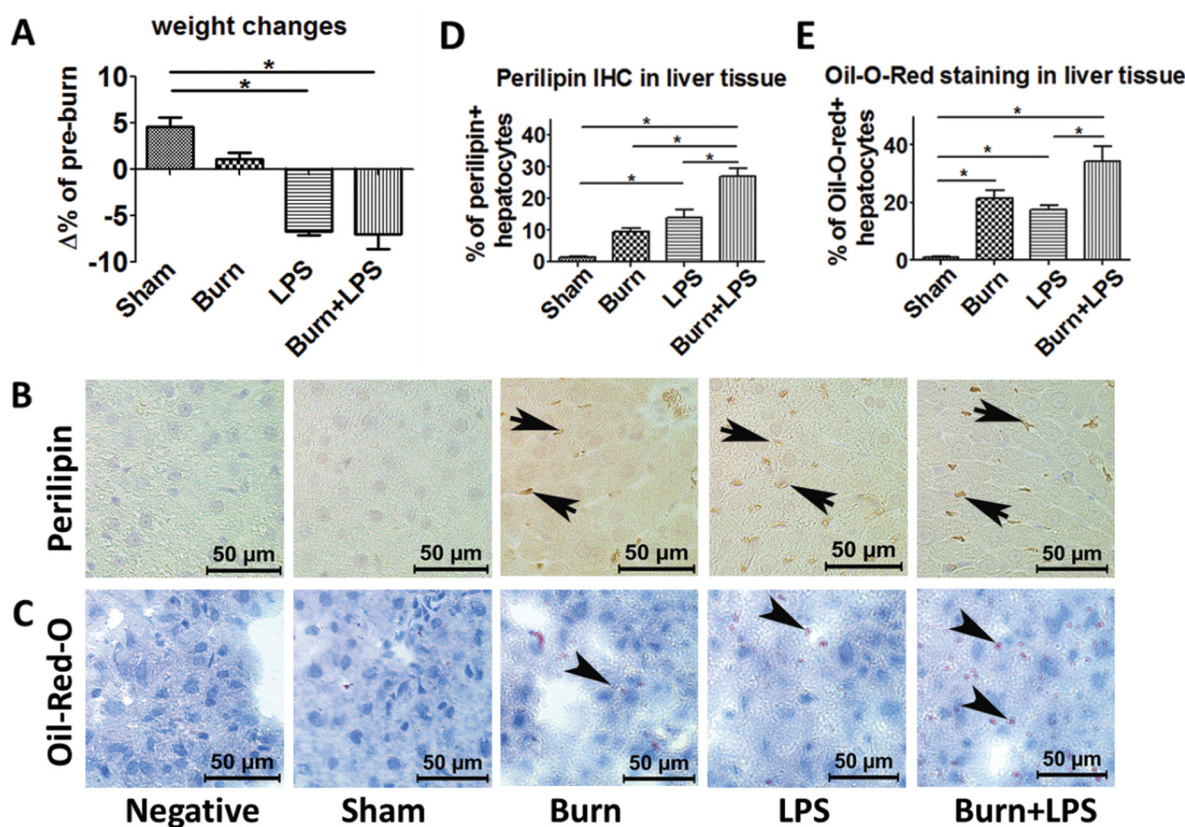 A
weight changes
*
*
Δ% of pre-burn
10
5
0
-5
-10
Sham
Burn
LPS
Burn+LPS
D
Perilipin IHC in liver tissue
% of perilipin+
hepatocytes
40
30
20
10
0
*
*
*
*
Sham
Burn
LPS
Burn+LPS
E
Oil-O-Red staining in liver tissue
% of Oil-O-red+
hepatocytes
40
20
0
*
*
*
*
Sham
Burn
LPS
Burn+LPS
B
Perilipin
50 μm
50 μm
50 μm
50 μm
50 μm
C
Oil-Red-O
50 μm
50 μm
50 μm
50 μm
50 μm
Negative
Sham
Burn
LPS
Burn+LPS